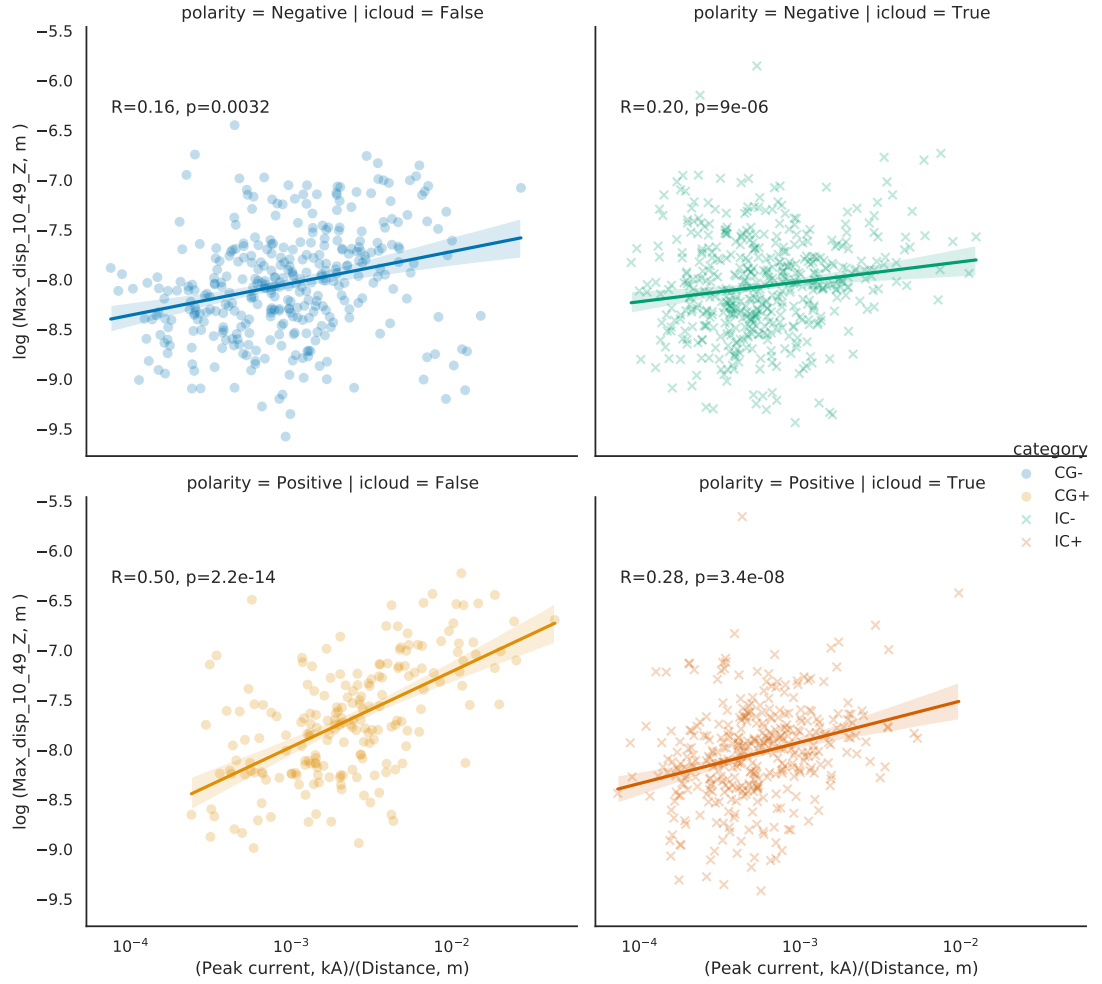 polarity = Negative | icloud = False
polarity = Negative | icloud = True
−5.5
−6.0
−6.5
−7.0
−7.5
−8.0
−8.5
−9.0
−9.5
log (Max_disp_10_49_Z, m )
R=0.16, p=0.0032
R=0.20, p=9e-06
category
CG-
CG+
IC-
IC+
polarity = Positive | icloud = False
polarity = Positive | icloud = True
−5.5
−6.0
−6.5
−7.0
−7.5
−8.0
−8.5
−9.0
−9.5
log (Max_disp_10_49_Z, m )
R=0.50, p=2.2e-14
R=0.28, p=3.4e-08
10⁻⁴ 10⁻³ 10⁻²
10⁻⁴ 10⁻³ 10⁻²
(Peak current, kA)/(Distance, m)
(Peak current, kA)/(Distance, m)